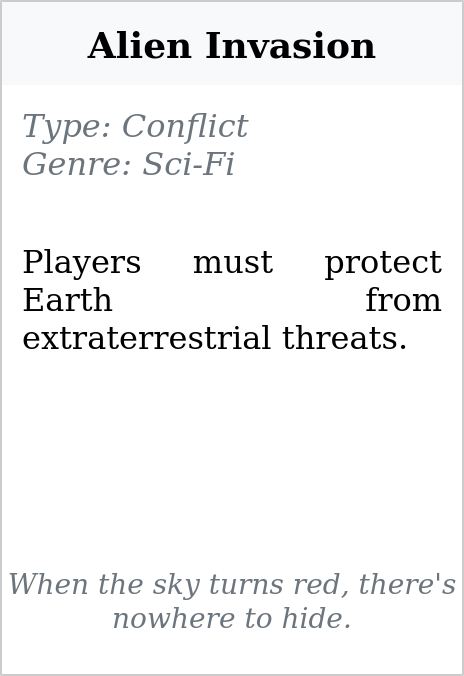 Alien Invasion
Type: Conflict
Genre: Sci-Fi
Players must protect
Earth from
extraterrestrial threats.
When the sky turns red, there's
nowhere to hide.